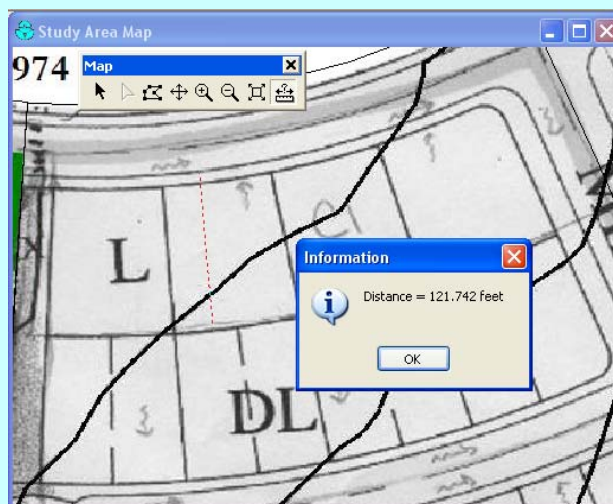 Study Area Map
974
Map
L
Information
Distance = 121.742 feet
OK
DL